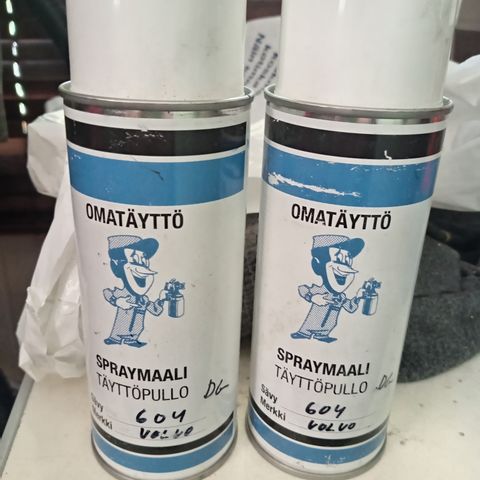 OMATÄYTTÖ
SPRAYMAALI
TÄYTTÖPULLO DG
Sävy 604
Merkki VOLVO
OMATÄYTTÖ
SPRAYMAALI
TÄYTTÖPULLO DG
Sävy 604
Merkki VOLVO